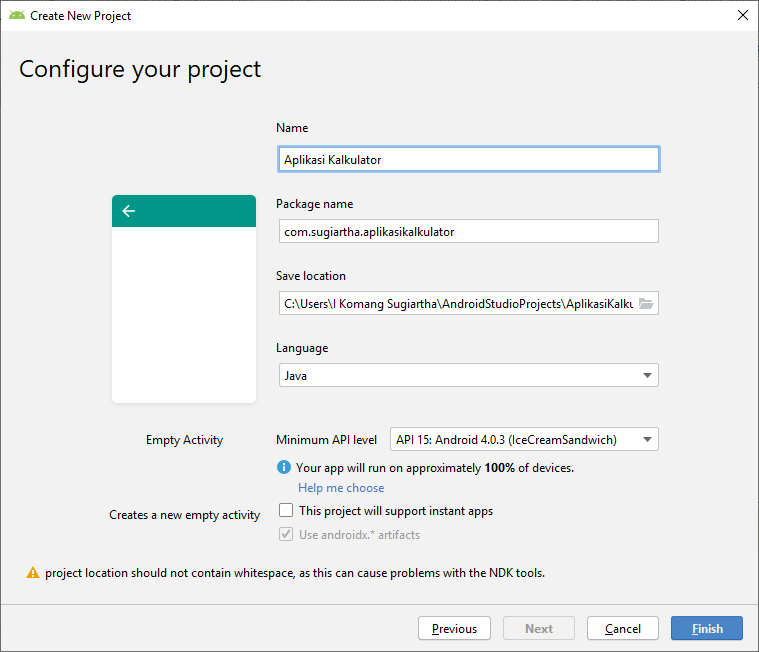 Create New Project
Configure your project
Name
Aplikasi Kalkulator
Package name
com.sugiartha.aplikasikalkulator
Save location
C:\Users\I Komang Sugiartha\AndroidStudioProjects\AplikasiKalku
Language
Java
Empty Activity
Minimum API level
API 15: Android 4.0.3 (IceCreamSandwich)
Your app will run on approximately 100% of devices.
Help me choose
Creates a new empty activity
This project will support instant apps
Use androidx.* artifacts
project location should not contain whitespace, as this can cause problems with the NDK tools.
Previous
Next
Cancel
Finish